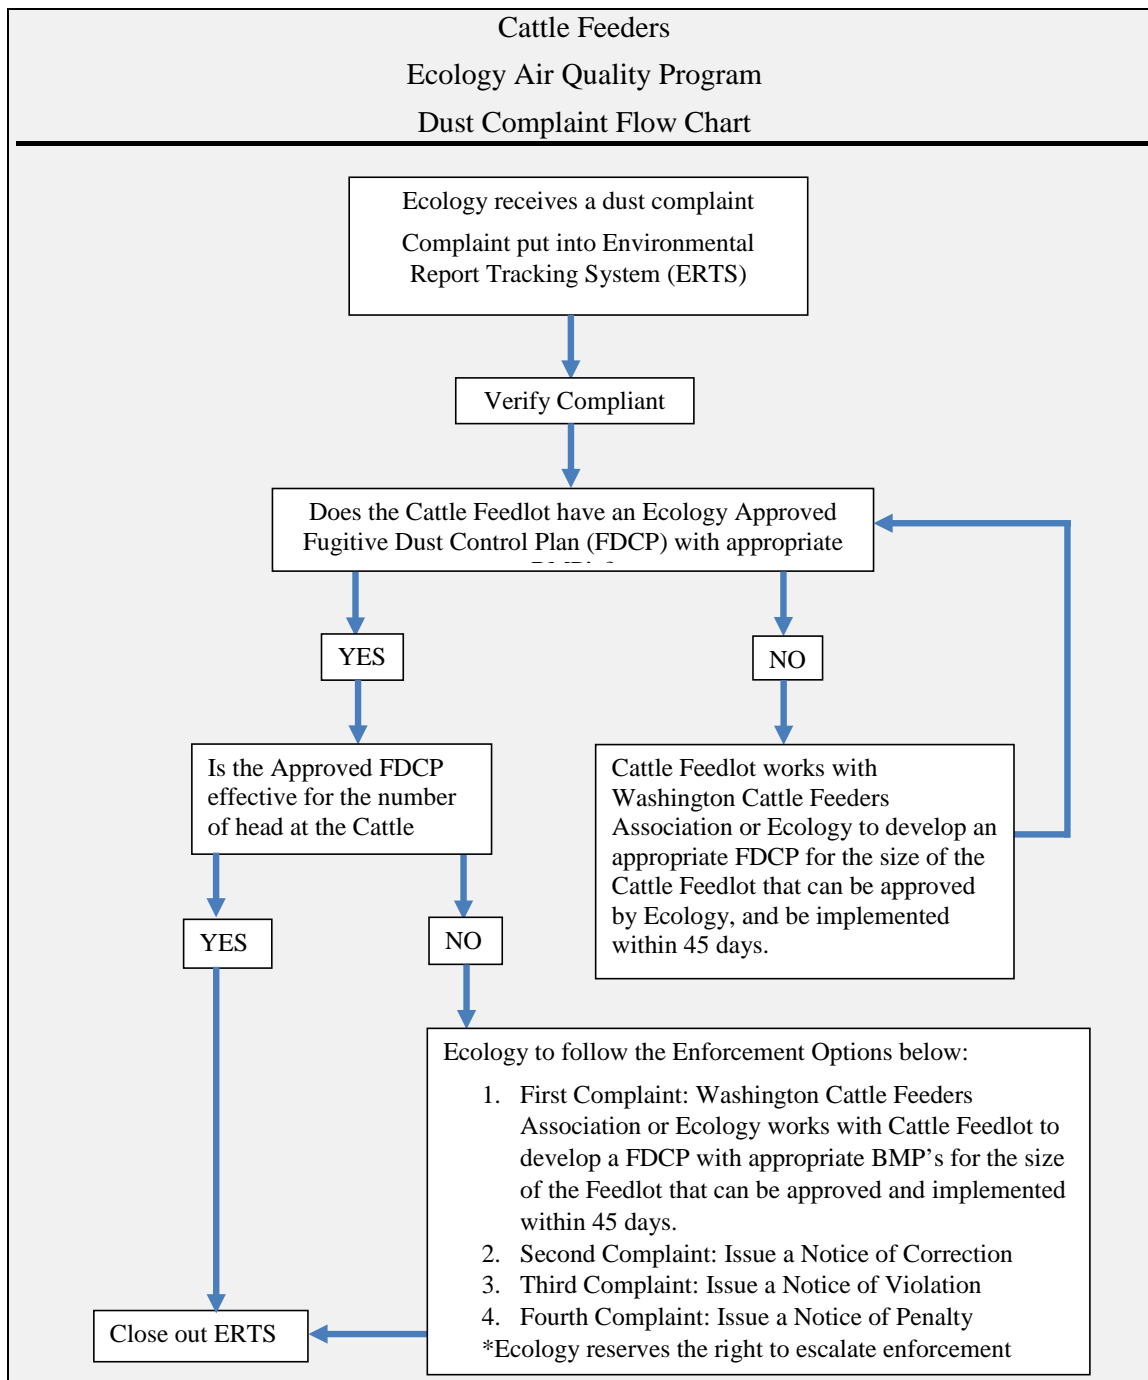 Cattle Feeders
Ecology Air Quality Program
Dust Complaint Flow Chart
Ecology receives a dust complaint
Complaint put into Environmental
Report Tracking System (ERTS)
Verify Compliant
Does the Cattle Feedlot have an Ecology Approved
Fugitive Dust Control Plan (FDCP) with appropriate
YES
NO
Is the Approved FDCP
effective for the number
of head at the Cattle
Cattle Feedlot works with
Washington Cattle Feeders
Association or Ecology to develop an
appropriate FDCP for the size of the
Cattle Feedlot that can be approved
by Ecology, and be implemented
within 45 days.
YES
NO
Ecology to follow the Enforcement Options below:
1. First Complaint: Washington Cattle Feeders
Association or Ecology works with Cattle Feedlot to
develop a FDCP with appropriate BMP’s for the size
of the Feedlot that can be approved and implemented
within 45 days.
2. Second Complaint: Issue a Notice of Correction
3. Third Complaint: Issue a Notice of Violation
4. Fourth Complaint: Issue a Notice of Penalty
*Ecology reserves the right to escalate enforcement
Close out ERTS